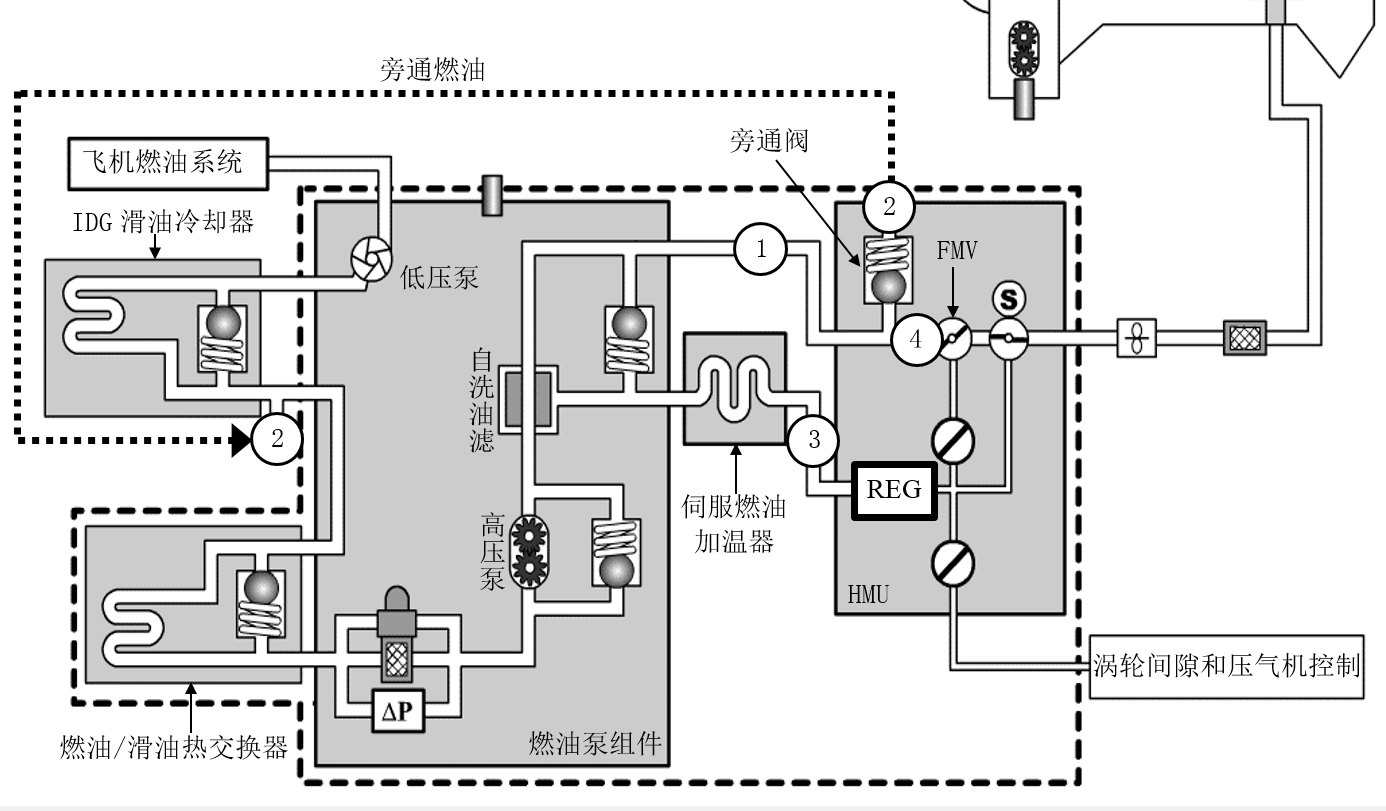 旁通燃油
旁通阀
飞机燃油系统
2
IDG 滑油冷却器
1
FMV
低压泵
S
4
自洗油滤
2
3
REG
高压泵
伺服燃油
加温器
HMU
涡轮间隙和压气机控制
ΔP
燃油/滑油热交换器
燃油泵组件